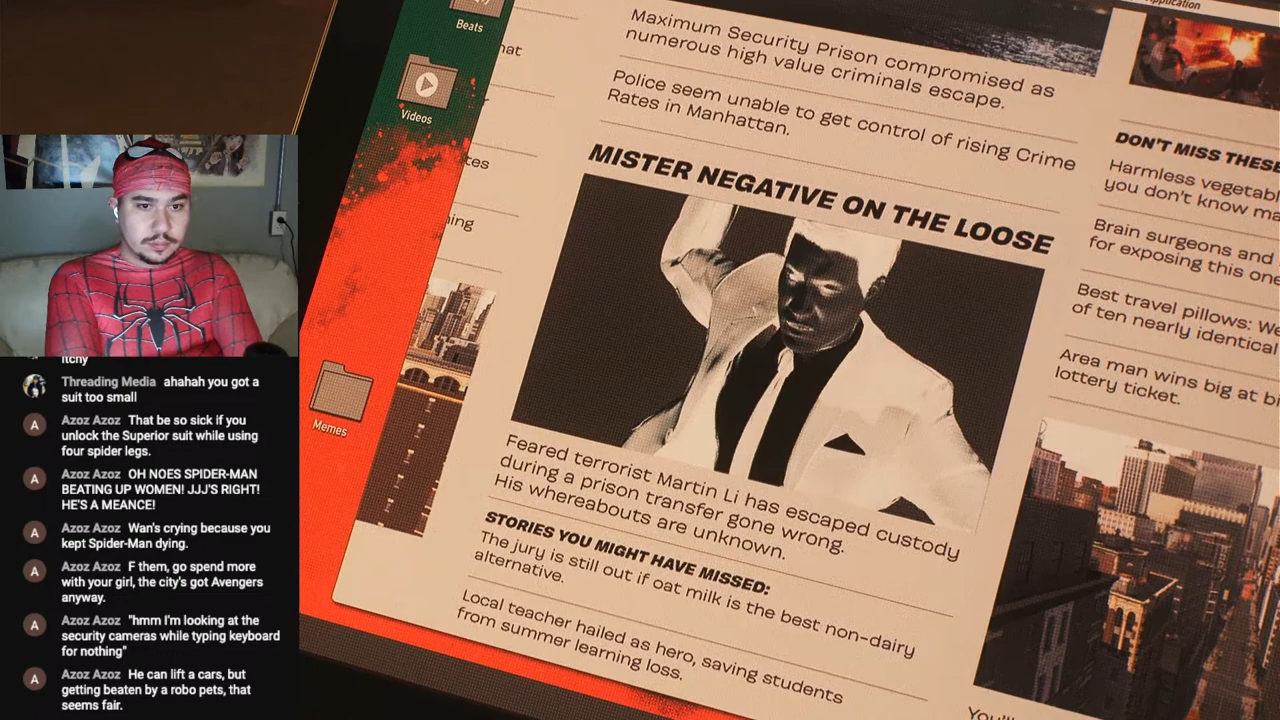 Beats
Videos
Memes
hat
tes
ning
Application
Maximum Security Prison compromised as
numerous high value criminals escape.
Police seem unable to get control of rising Crime
Rates in Manhattan.
MISTER NEGATIVE ON THE LOOSE
Feared terrorist Martin Li has escaped custody
during a prison transfer gone wrong.
His whereabouts are unknown.
STORIES YOU MIGHT HAVE MISSED:
The jury is still out if oat milk is the best non-dairy
alternative.
Local teacher hailed as hero, saving students
from summer learning loss.
DON'T MISS THESE
Harmless vegetab
you don't know ma
Brain surgeons and
for exposing this one
Best travel pillows: We
of ten nearly identical
Area man wins big at bi
lottery ticket.
You'll
itchy
Threading Media ahahah you got a
suit too small
A
Azoz Azoz That be so sick if you
unlock the Superior suit while using
four spider legs.
A
Azoz Azoz OH NOES SPIDER-MAN
BEATING UP WOMEN! JJJ'S RIGHT!
HE'S A MEANCE!
A
Azoz Azoz Wan's crying because you
kept Spider-Man dying.
A
Azoz Azoz F them, go spend more
with your girl, the city's got Avengers
anyway.
A
Azoz Azoz "hmm I'm looking at the
security cameras while typing keyboard
for nothing"
A
Azoz Azoz He can lift a cars, but
getting beaten by a robo pets, that
seems fair.